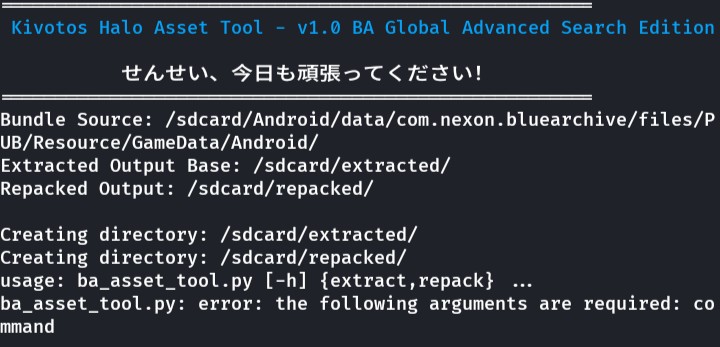 Kivotos Halo Asset Tool - v1.0 BA Global Advanced Search Edition
せんせい、今日も頑張ってください!
Bundle Source: /sdcard/Android/data/com.nexon.bluearchive/files/P
UB/Resource/GameData/Android/
Extracted Output Base: /sdcard/extracted/
Repacked Output: /sdcard/repacked/
Creating directory: /sdcard/extracted/
Creating directory: /sdcard/repacked/
usage: ba_asset_tool.py [-h] {extract,repack} ...
ba_asset_tool.py: error: the following arguments are required: co
mmand